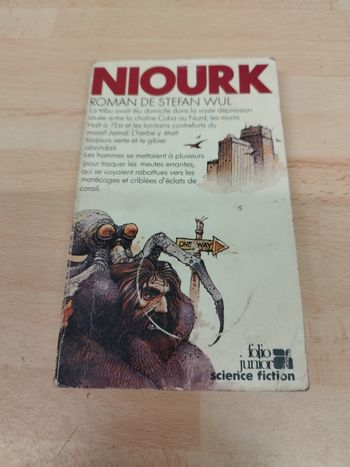 NIOURK
ROMAN DE STEFAN WUL
La tribu avait élu domicile dans la vaste dépression
située entre la chaîne Cuba au Nord, les monts
Haït à l'Est et les lointains contreforts du
massif Jamaï. L'herbe y était
toujours verte et le gibier
abondait.
Les hommes se mettaient à plusieurs
pour traquer les meutes errantes,
qui se voyaient rabattues vers les
marécages et criblées d'éclats de
corail.
ONE WAY
folio
junior
science fiction